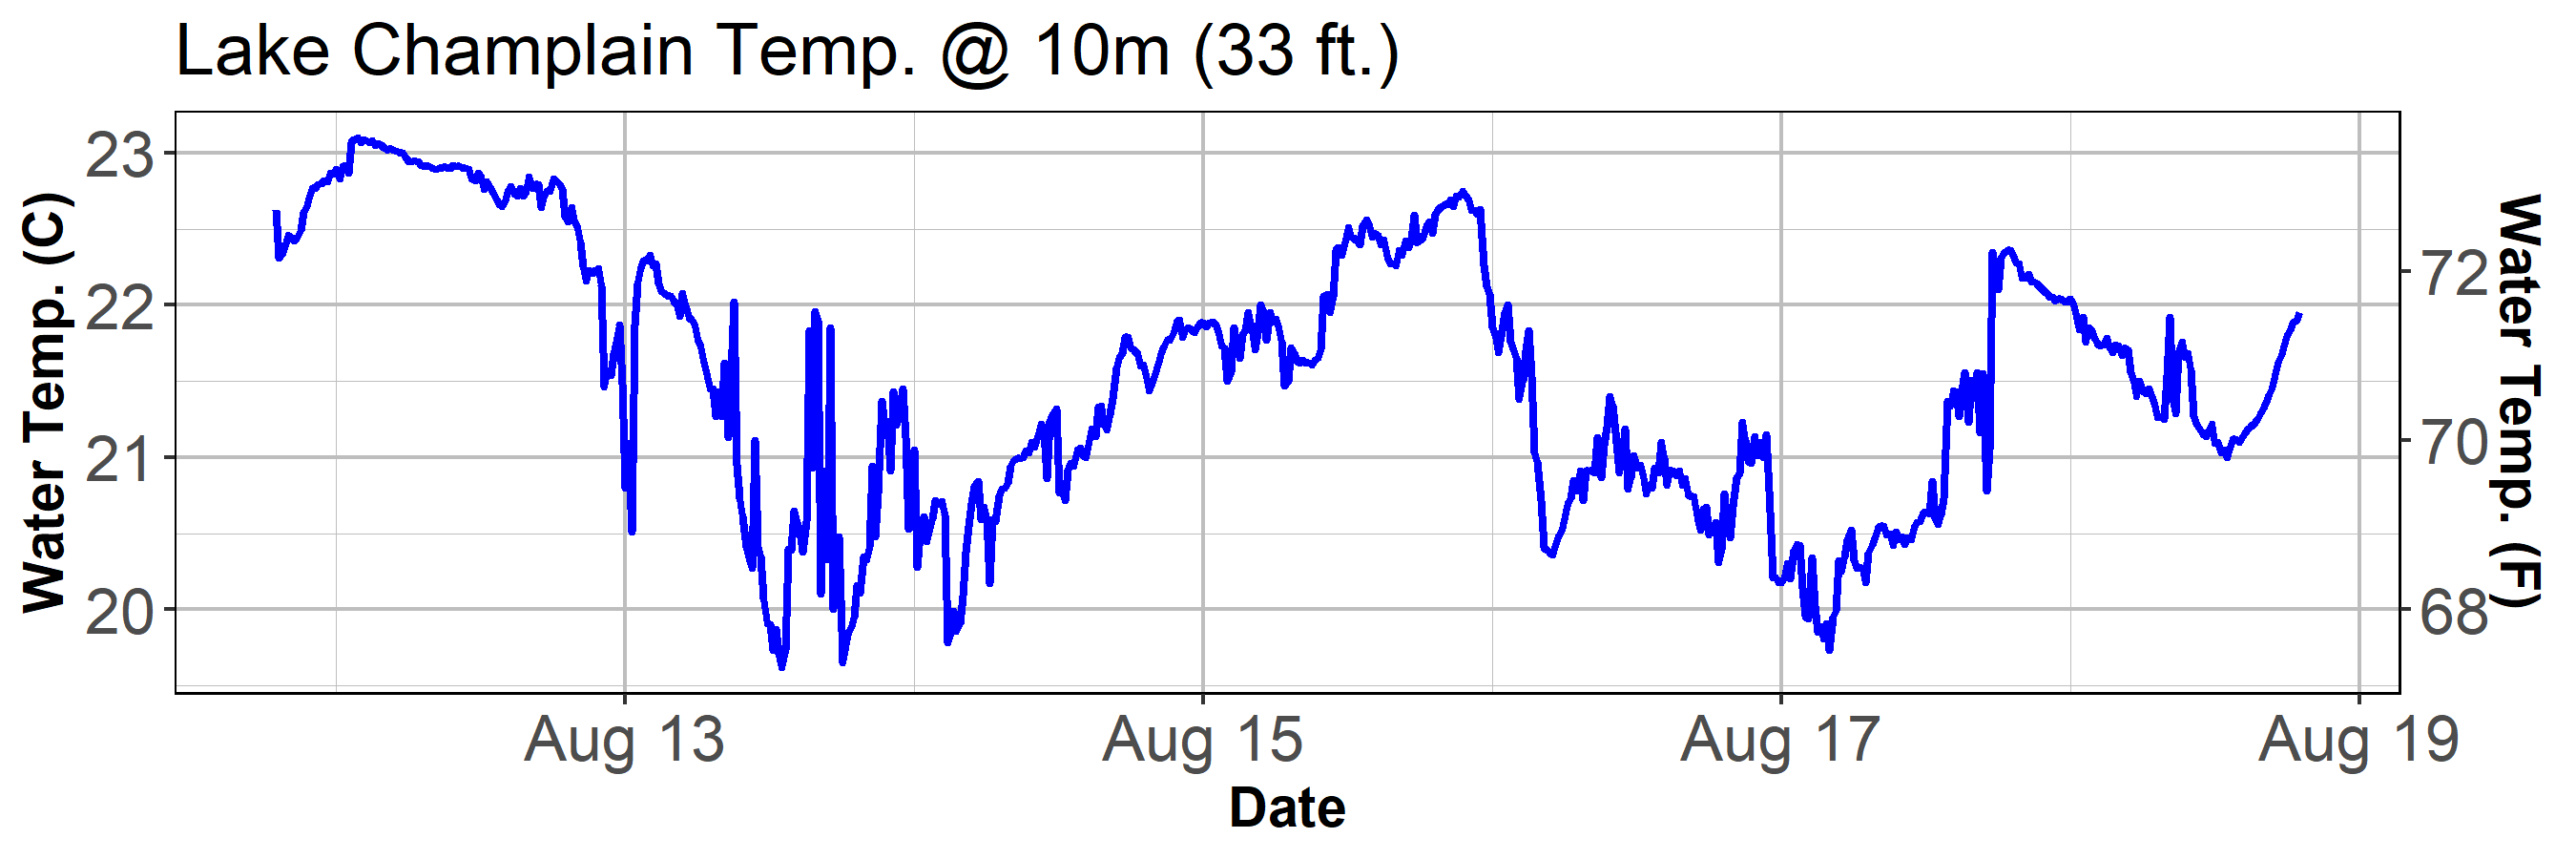 Lake Champlain Temp. @ 10m (33 ft.)
Water Temp. (C)
23
22
21
20
72
70
68
Water Temp. (F)
Aug 13
Aug 15
Aug 17
Aug 19
Date